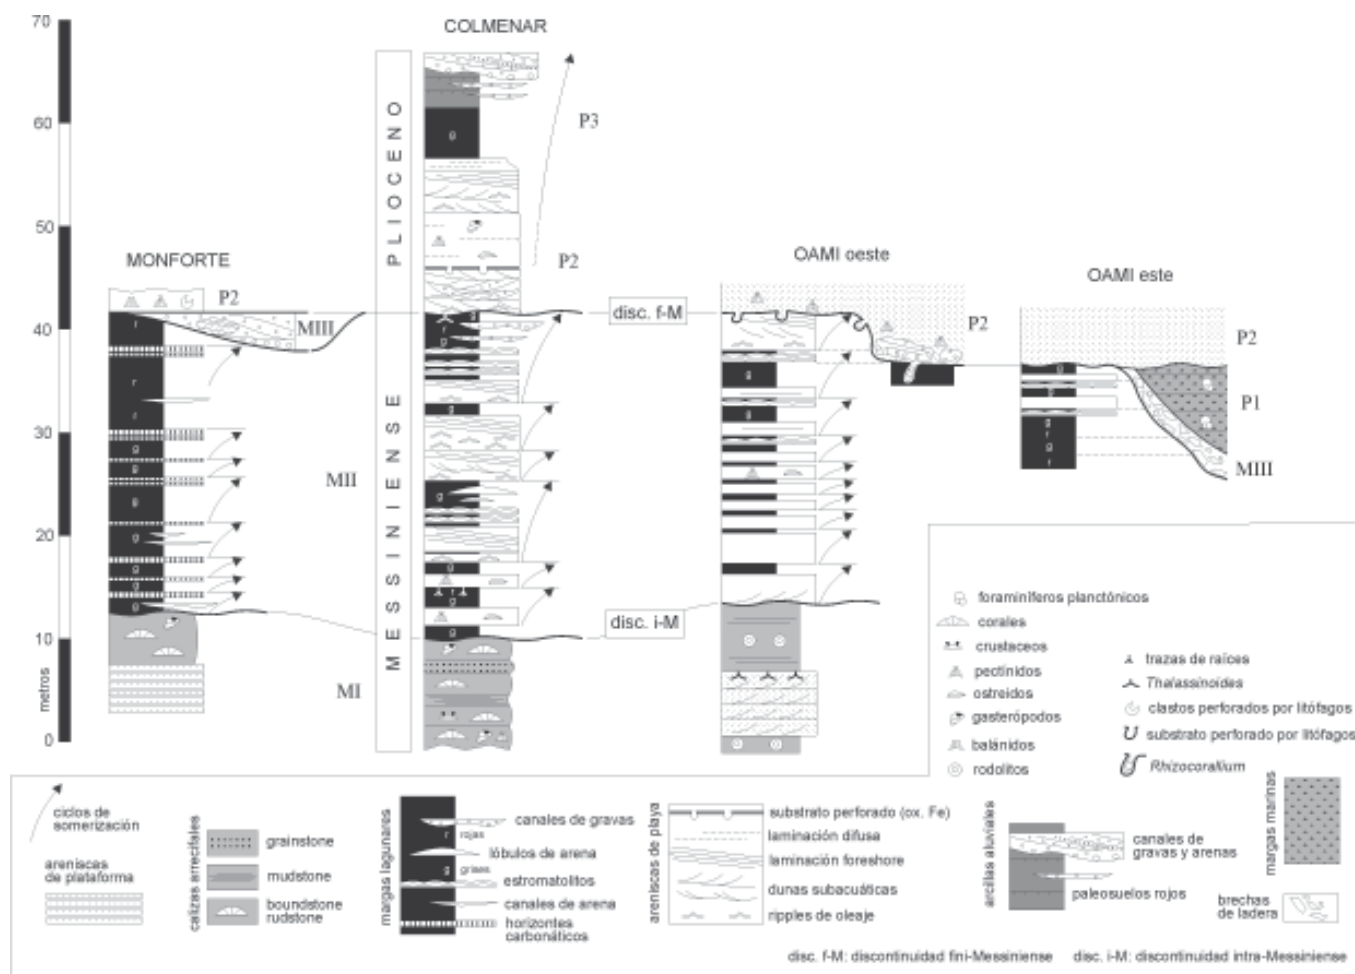 70
60
50
40
30
20
10
0
metros
COLMENAR
MONFORTE
OAMI oeste
OAMI este
PLIOCENO
MESSINIENSE
P3
P2
P2
P2
P2
P1
MIII
MIII
MII
MI
disc. f-M
disc. i-M
r
r
r
g
g
g
g
g
g
g
g
g
g
r
g
g
g
g
r
g
g
g
g
g
g
r
g
r
foraminíferos planctónicos
corales
crustaceos
pectínidos
ostreidos
gasterópodos
balánidos
rodolitos
trazas de raíces
Thalassinoides
clastos perforados por litófagos
substrato perforado por litófagos
Rhizocorallium
ciclos de
somerización
areniscas
de plataforma
calizas arrecifales
grainstone
mudstone
boundstone
rudstone
margas lagunares
canales de gravas
r rojas
lóbulos de arena
g grises
estromatolitos
canales de arena
horizontes
carbonáticos
areniscas de playa
substrato perforado (ox. Fe)
laminación difusa
laminación foreshore
dunas subacuáticas
ripples de oleaje
arcillas aluviales
canales de
gravas y arenas
paleosuelos rojos
margas marinas
brechas
de ladera
disc. f-M: discontinuidad fini-Messiniense disc. i-M: discontinuidad intra-Messiniense